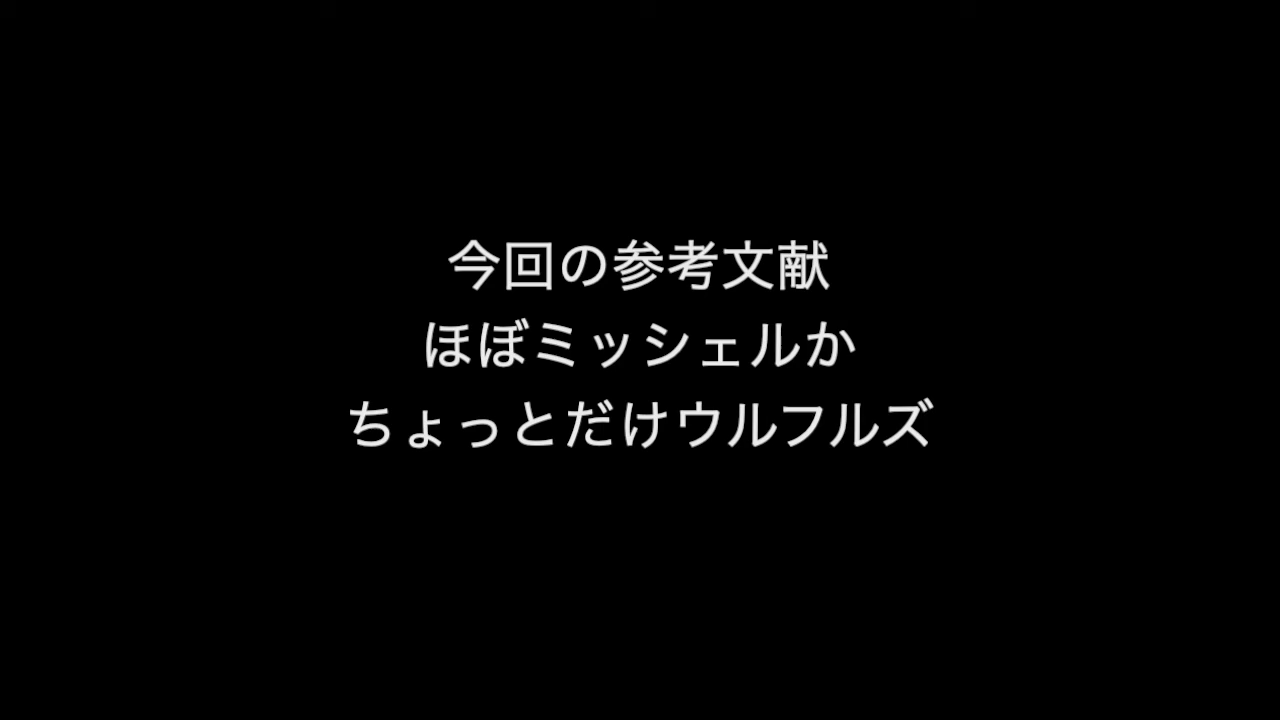 今回の参考文献
ほぼミッシェルか
ちょっとだけウルフルズ